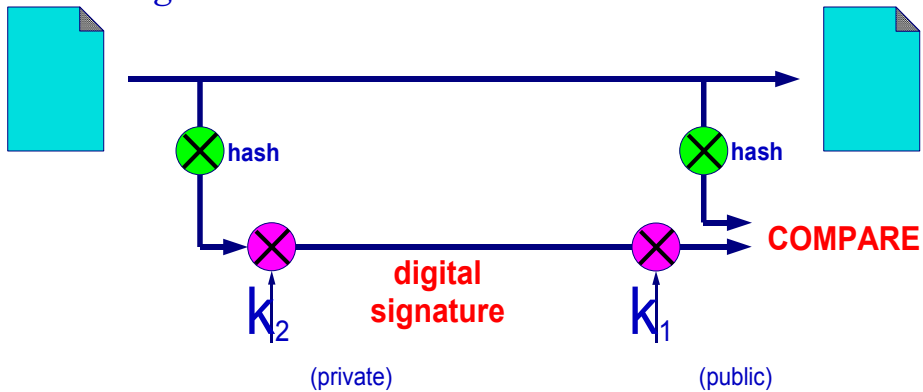 hash
hash
COMPARE
digital
signature
k₂
k₁
(private)
(public)